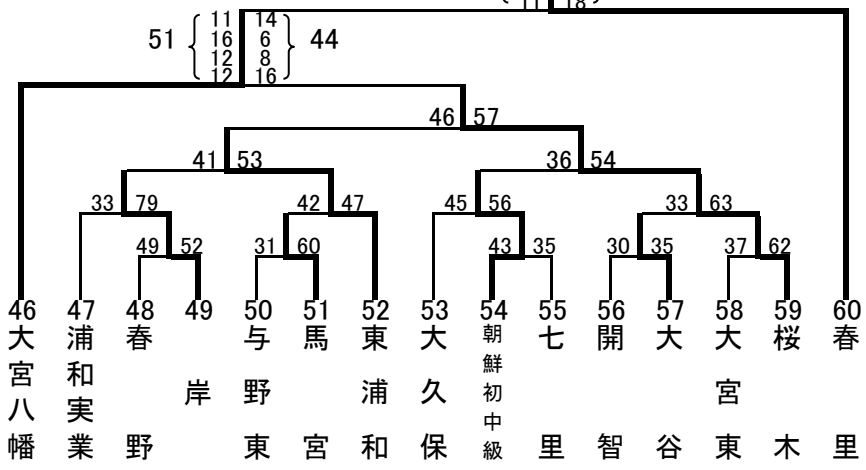 11 18
11 14
51 16 6 44
12 8
12 16
46 57
41 53 36 54
33 79 42 47 45 56 33 63
49 52 31 60 43 35 30 35 37 62
46 47 48 49 50 51 52 53 54 55 56 57 58 59 60
大宮八幡
浦和実業
春野
岸
与野東
馬宮
東浦和
大久保
朝鮮初中級
七里
開智
大谷
大宮東
桜木
春里